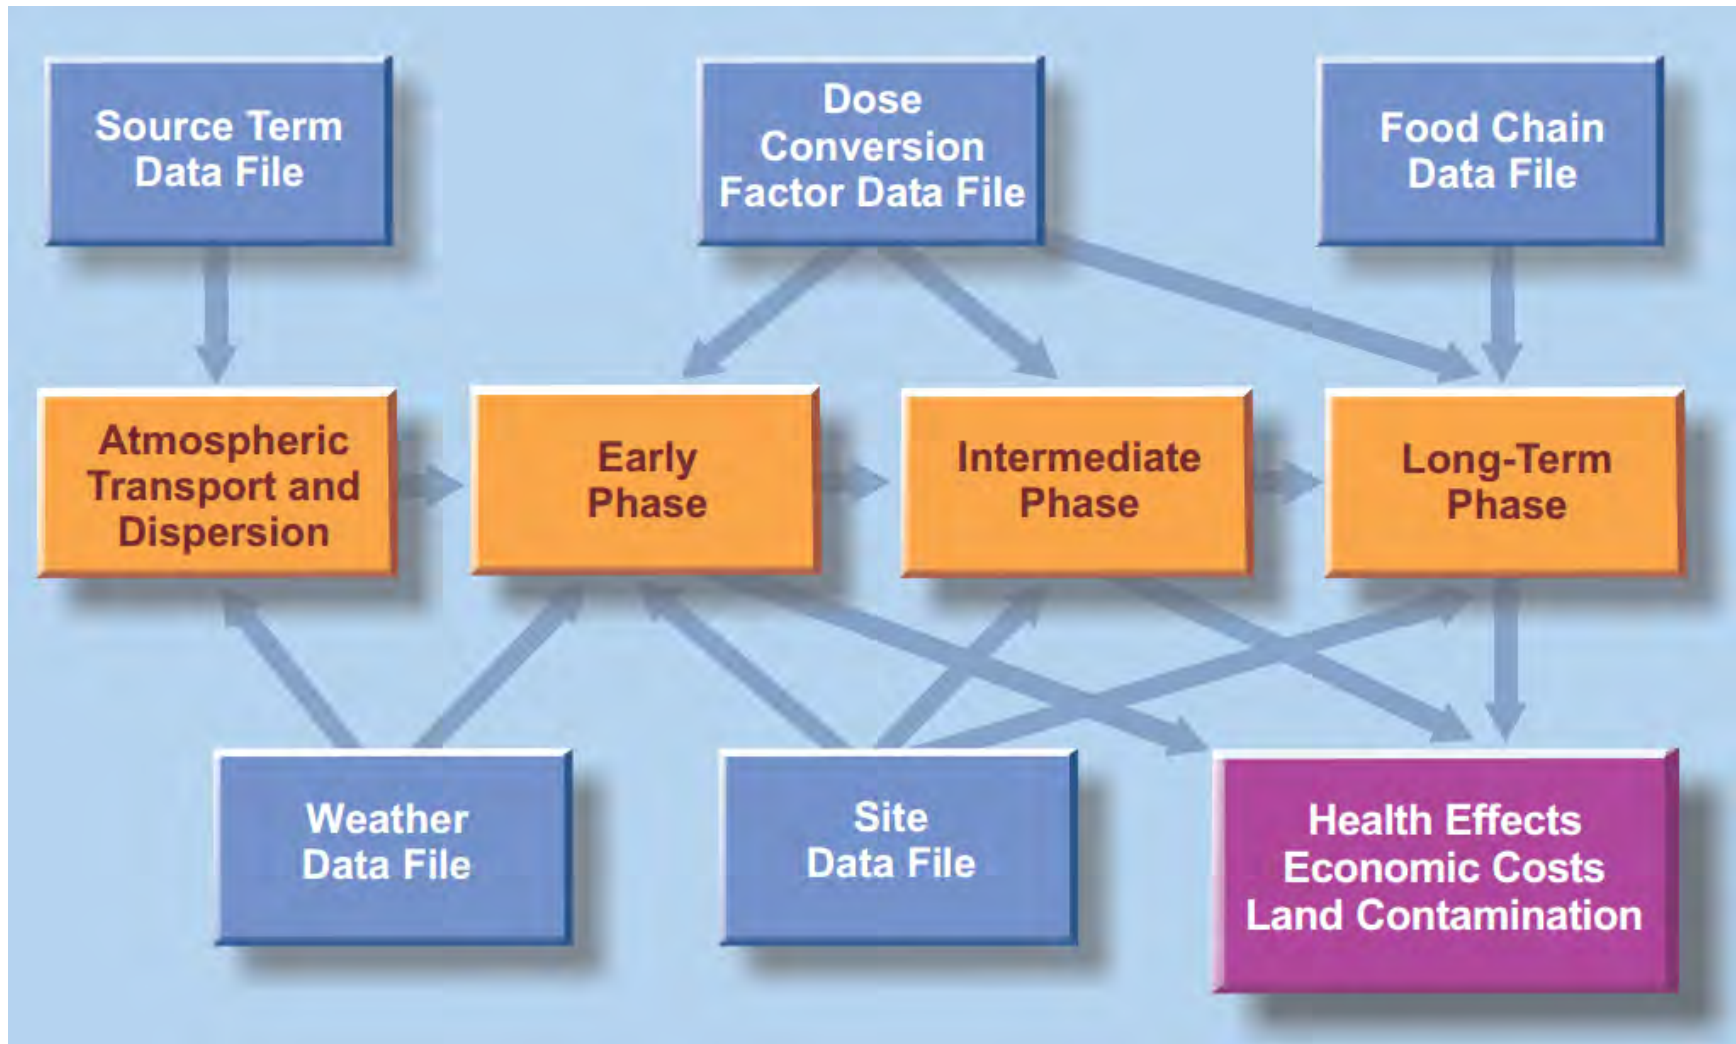 Source Term
Data File
Dose
Conversion
Factor Data File
Food Chain
Data File
Atmospheric
Transport and
Dispersion
Early
Phase
Intermediate
Phase
Long-Term
Phase
Weather
Data File
Site
Data File
Health Effects
Economic Costs
Land Contamination